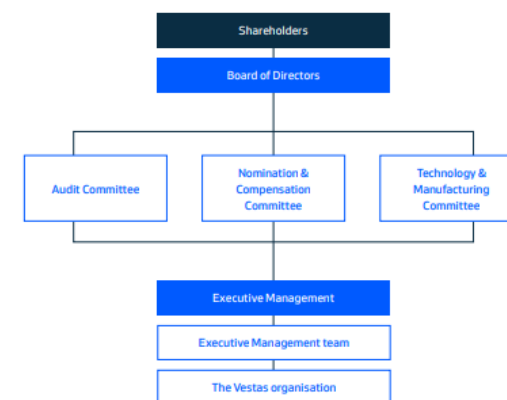 Shareholders
Board of Directors
Audit Committee
Nomination &
Compensation
Committee
Technology &
Manufacturing
Committee
Executive Management
Executive Management team
The Vestas organisation